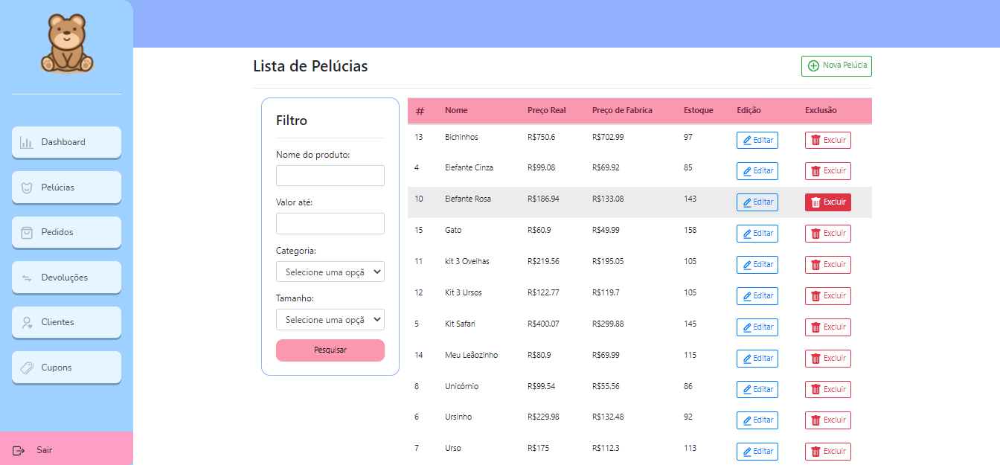 Dashboard
Pelúcias
Pedidos
Devoluções
Clientes
Cupons
Sair
Lista de Pelúcias
Nova Pelúcia
Filtro
Nome do produto:
Valor até:
Categoria:
Selecione uma opçã
Tamanho:
Selecione uma opçã
Pesquisar
# Nome Preço Real Preço de Fabrica Estoque Edição Exclusão
13 Bichinhos R$750.6 R$702.99 97 Editar Excluir
4 Elefante Cinza R$99.08 R$69.92 85 Editar Excluir
10 Elefante Rosa R$186.94 R$133.08 143 Editar Excluir
15 Gato R$60.9 R$49.99 158 Editar Excluir
11 kit 3 Ovelhas R$219.56 R$195.05 105 Editar Excluir
12 Kit 3 Ursos R$122.77 R$119.7 105 Editar Excluir
5 Kit Safari R$400.07 R$299.88 145 Editar Excluir
14 Meu Leãozinho R$80.9 R$69.99 115 Editar Excluir
8 Unicórnio R$99.54 R$55.56 86 Editar Excluir
6 Ursinho R$229.98 R$132.48 92 Editar Excluir
7 Urso R$175 R$112.3 113 Editar Excluir